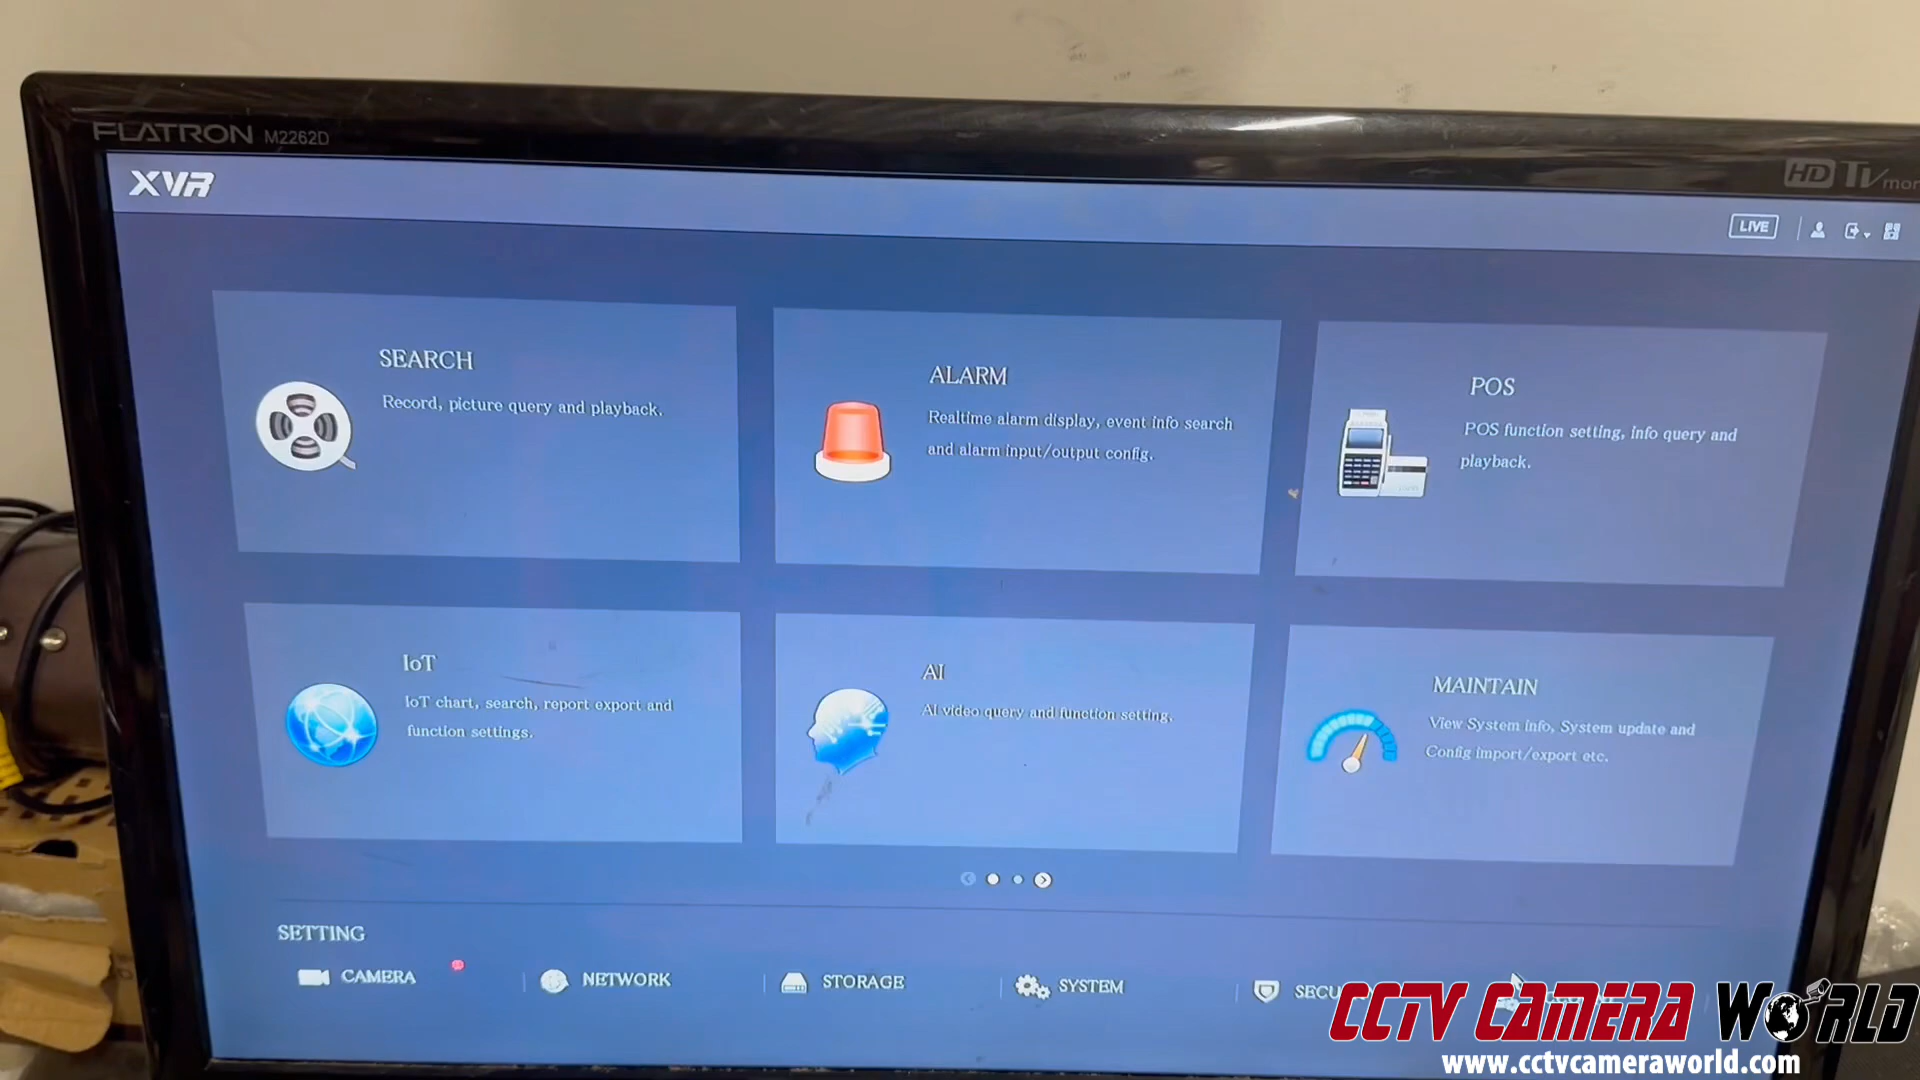 FLATRON M2262D
HD TV
XVR
LIVE
SEARCH
Record, picture query and playback.
ALARM
Realtime alarm display, event info search
and alarm input/output config.
POS
POS function setting, info query and
playback.
IoT
IoT chart, search, report export and
function settings.
AI
AI video query and function setting.
MAINTAIN
View System info, System update and
Config import/export etc.
SETTING
CAMERA
NETWORK
STORAGE
SYSTEM
CCTV CAMERA WORLD
www.cctvcameraworld.com